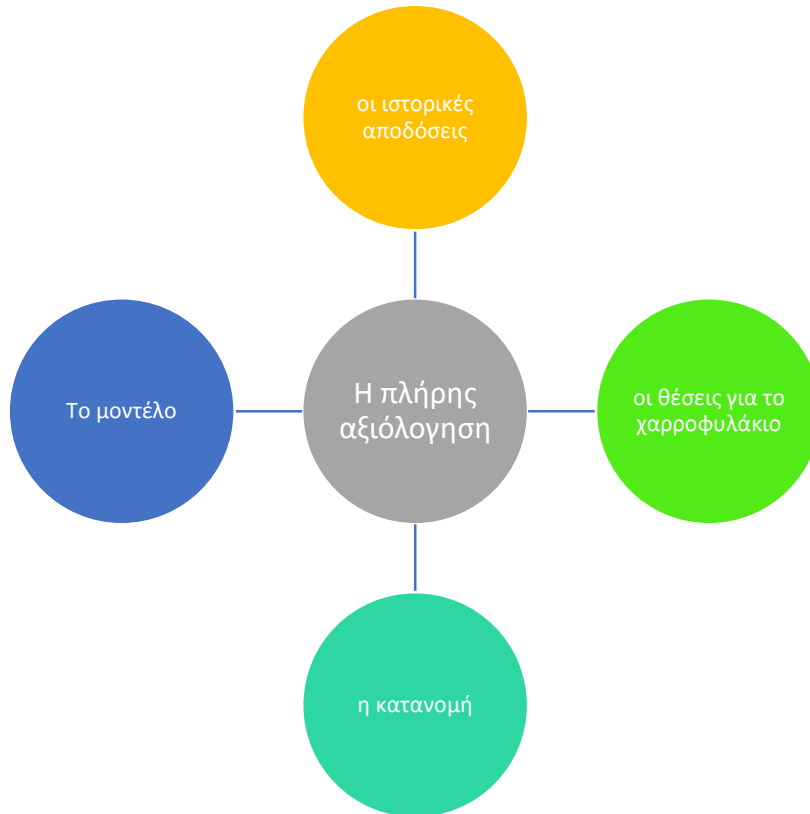 οι ιστορικές
αποδόσεις
Το μοντέλο
Η πλήρης
αξιόλογηση
οι θέσεις για το
χαρροφυλάκιο
η κατανομή